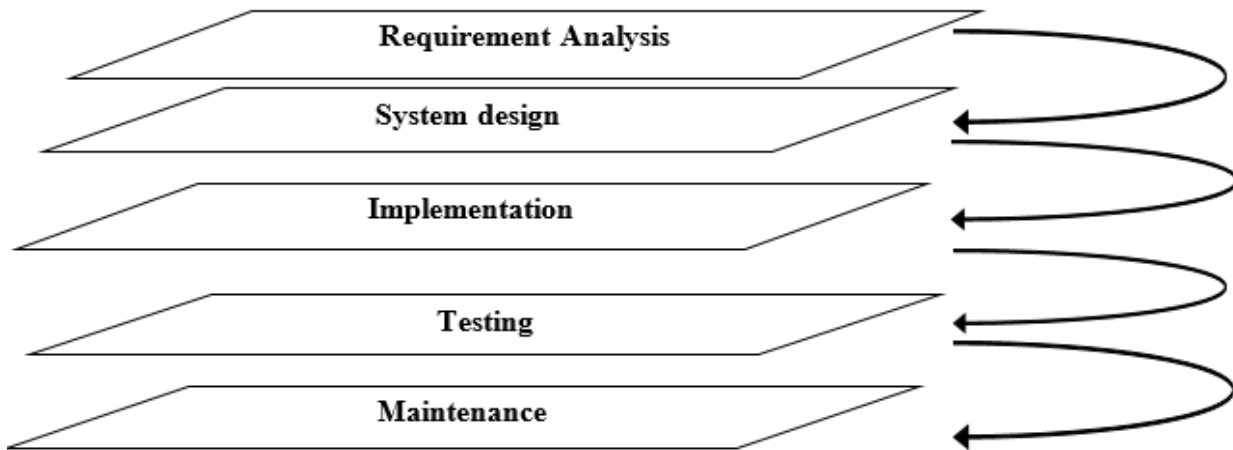 Requirement Analysis
System design
Implementation
Testing
Maintenance